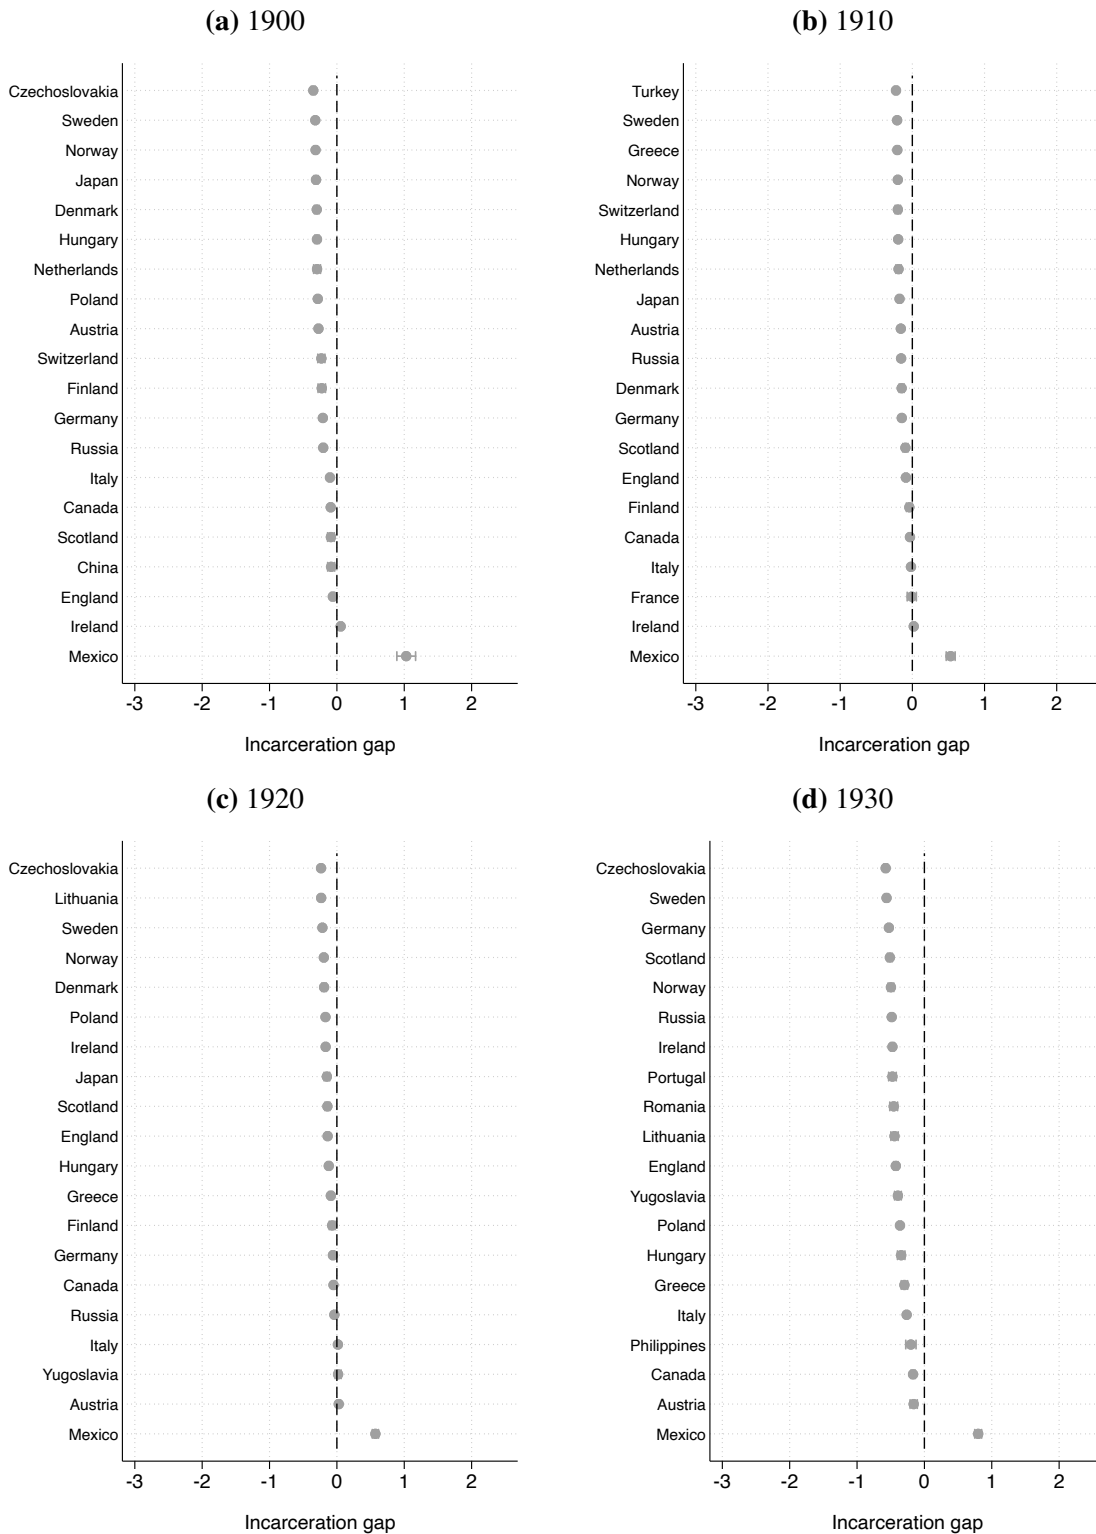 (a) 1900
Czechoslovakia
Sweden
Norway
Japan
Denmark
Hungary
Netherlands
Poland
Austria
Switzerland
Finland
Germany
Russia
Italy
Canada
Scotland
China
England
Ireland
Mexico
-3 -2 -1 0 1 2
Incarceration gap
(b) 1910
Turkey
Sweden
Greece
Norway
Switzerland
Hungary
Netherlands
Japan
Austria
Russia
Denmark
Germany
Scotland
England
Finland
Canada
Italy
France
Ireland
Mexico
-3 -2 -1 0 1 2
Incarceration gap
(c) 1920
Czechoslovakia
Lithuania
Sweden
Norway
Denmark
Poland
Ireland
Japan
Scotland
England
Hungary
Greece
Finland
Germany
Canada
Russia
Italy
Yugoslavia
Austria
Mexico
-3 -2 -1 0 1 2
Incarceration gap
(d) 1930
Czechoslovakia
Sweden
Germany
Scotland
Norway
Russia
Ireland
Portugal
Romania
Lithuania
England
Yugoslavia
Poland
Hungary
Greece
Italy
Philippines
Canada
Austria
Mexico
-3 -2 -1 0 1 2
Incarceration gap